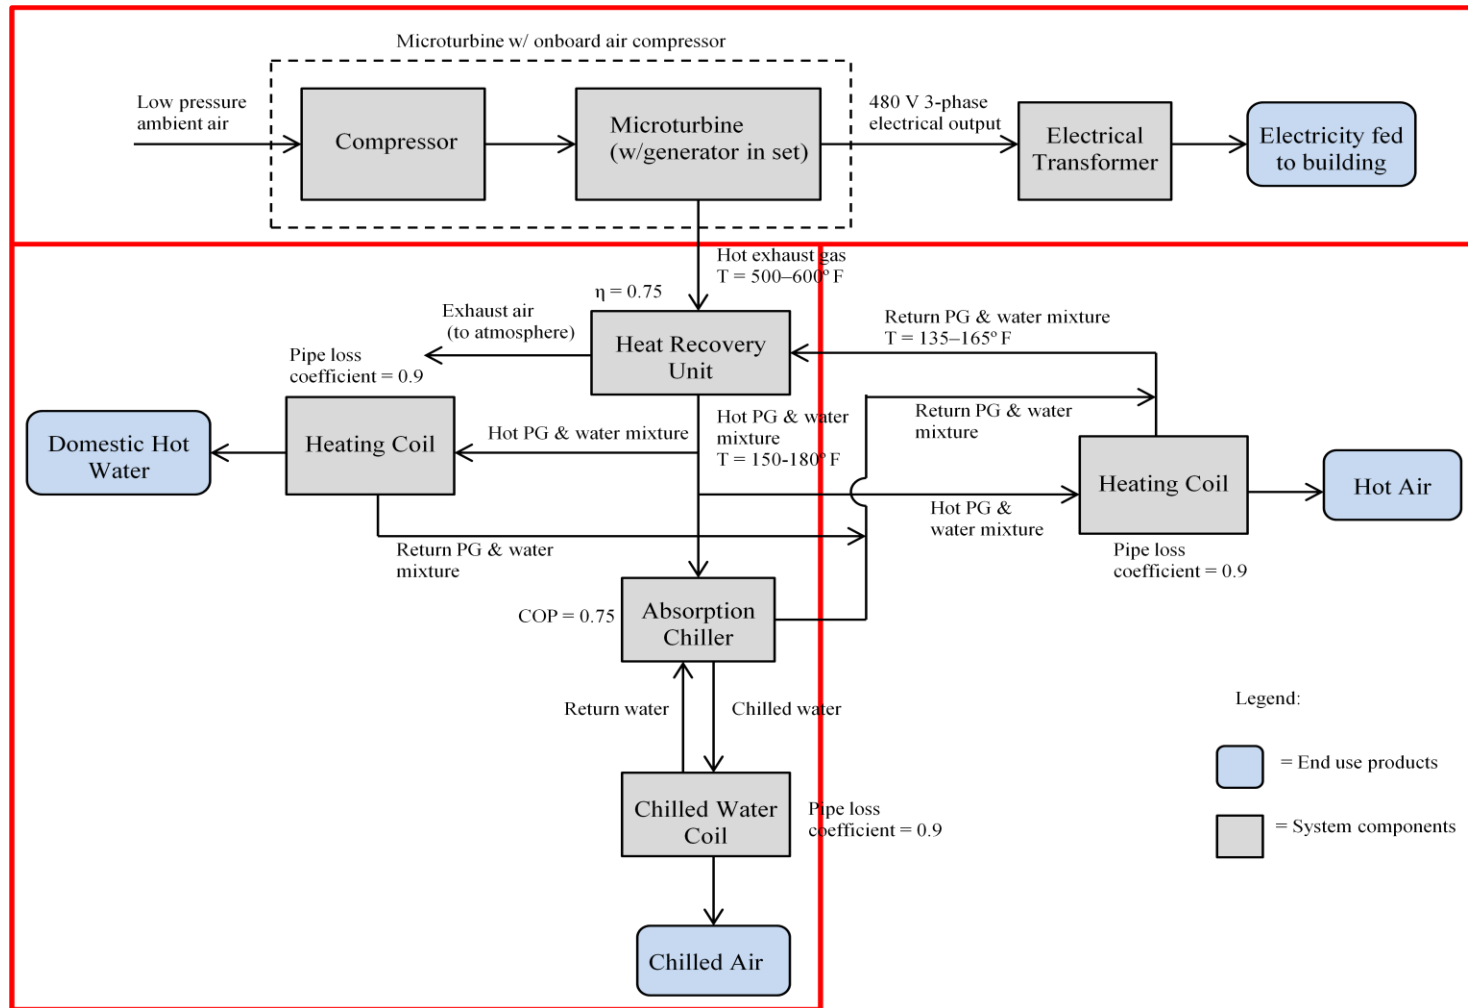 Microturbine w/ onboard air compressor
Low pressure
ambient air
Compressor
Microturbine
(w/generator in set)
480 V 3-phase
electrical output
Electrical
Transformer
Electricity fed
to building
Hot exhaust gas
T = 500–600º F
η = 0.75
Exhaust air
(to atmosphere)
Heat Recovery
Unit
Return PG & water mixture
T = 135–165º F
Pipe loss
coefficient = 0.9
Domestic Hot
Water
Heating Coil
Hot PG & water mixture
Hot PG & water
mixture
T = 150-180º F
Return PG & water
mixture
Heating Coil
Hot Air
Hot PG &
water mixture
Pipe loss
coefficient = 0.9
Return PG & water
mixture
COP = 0.75
Absorption
Chiller
Return water
Chilled water
Chilled Water
Coil
Pipe loss
coefficient = 0.9
Chilled Air
Legend:
= End use products
= System components